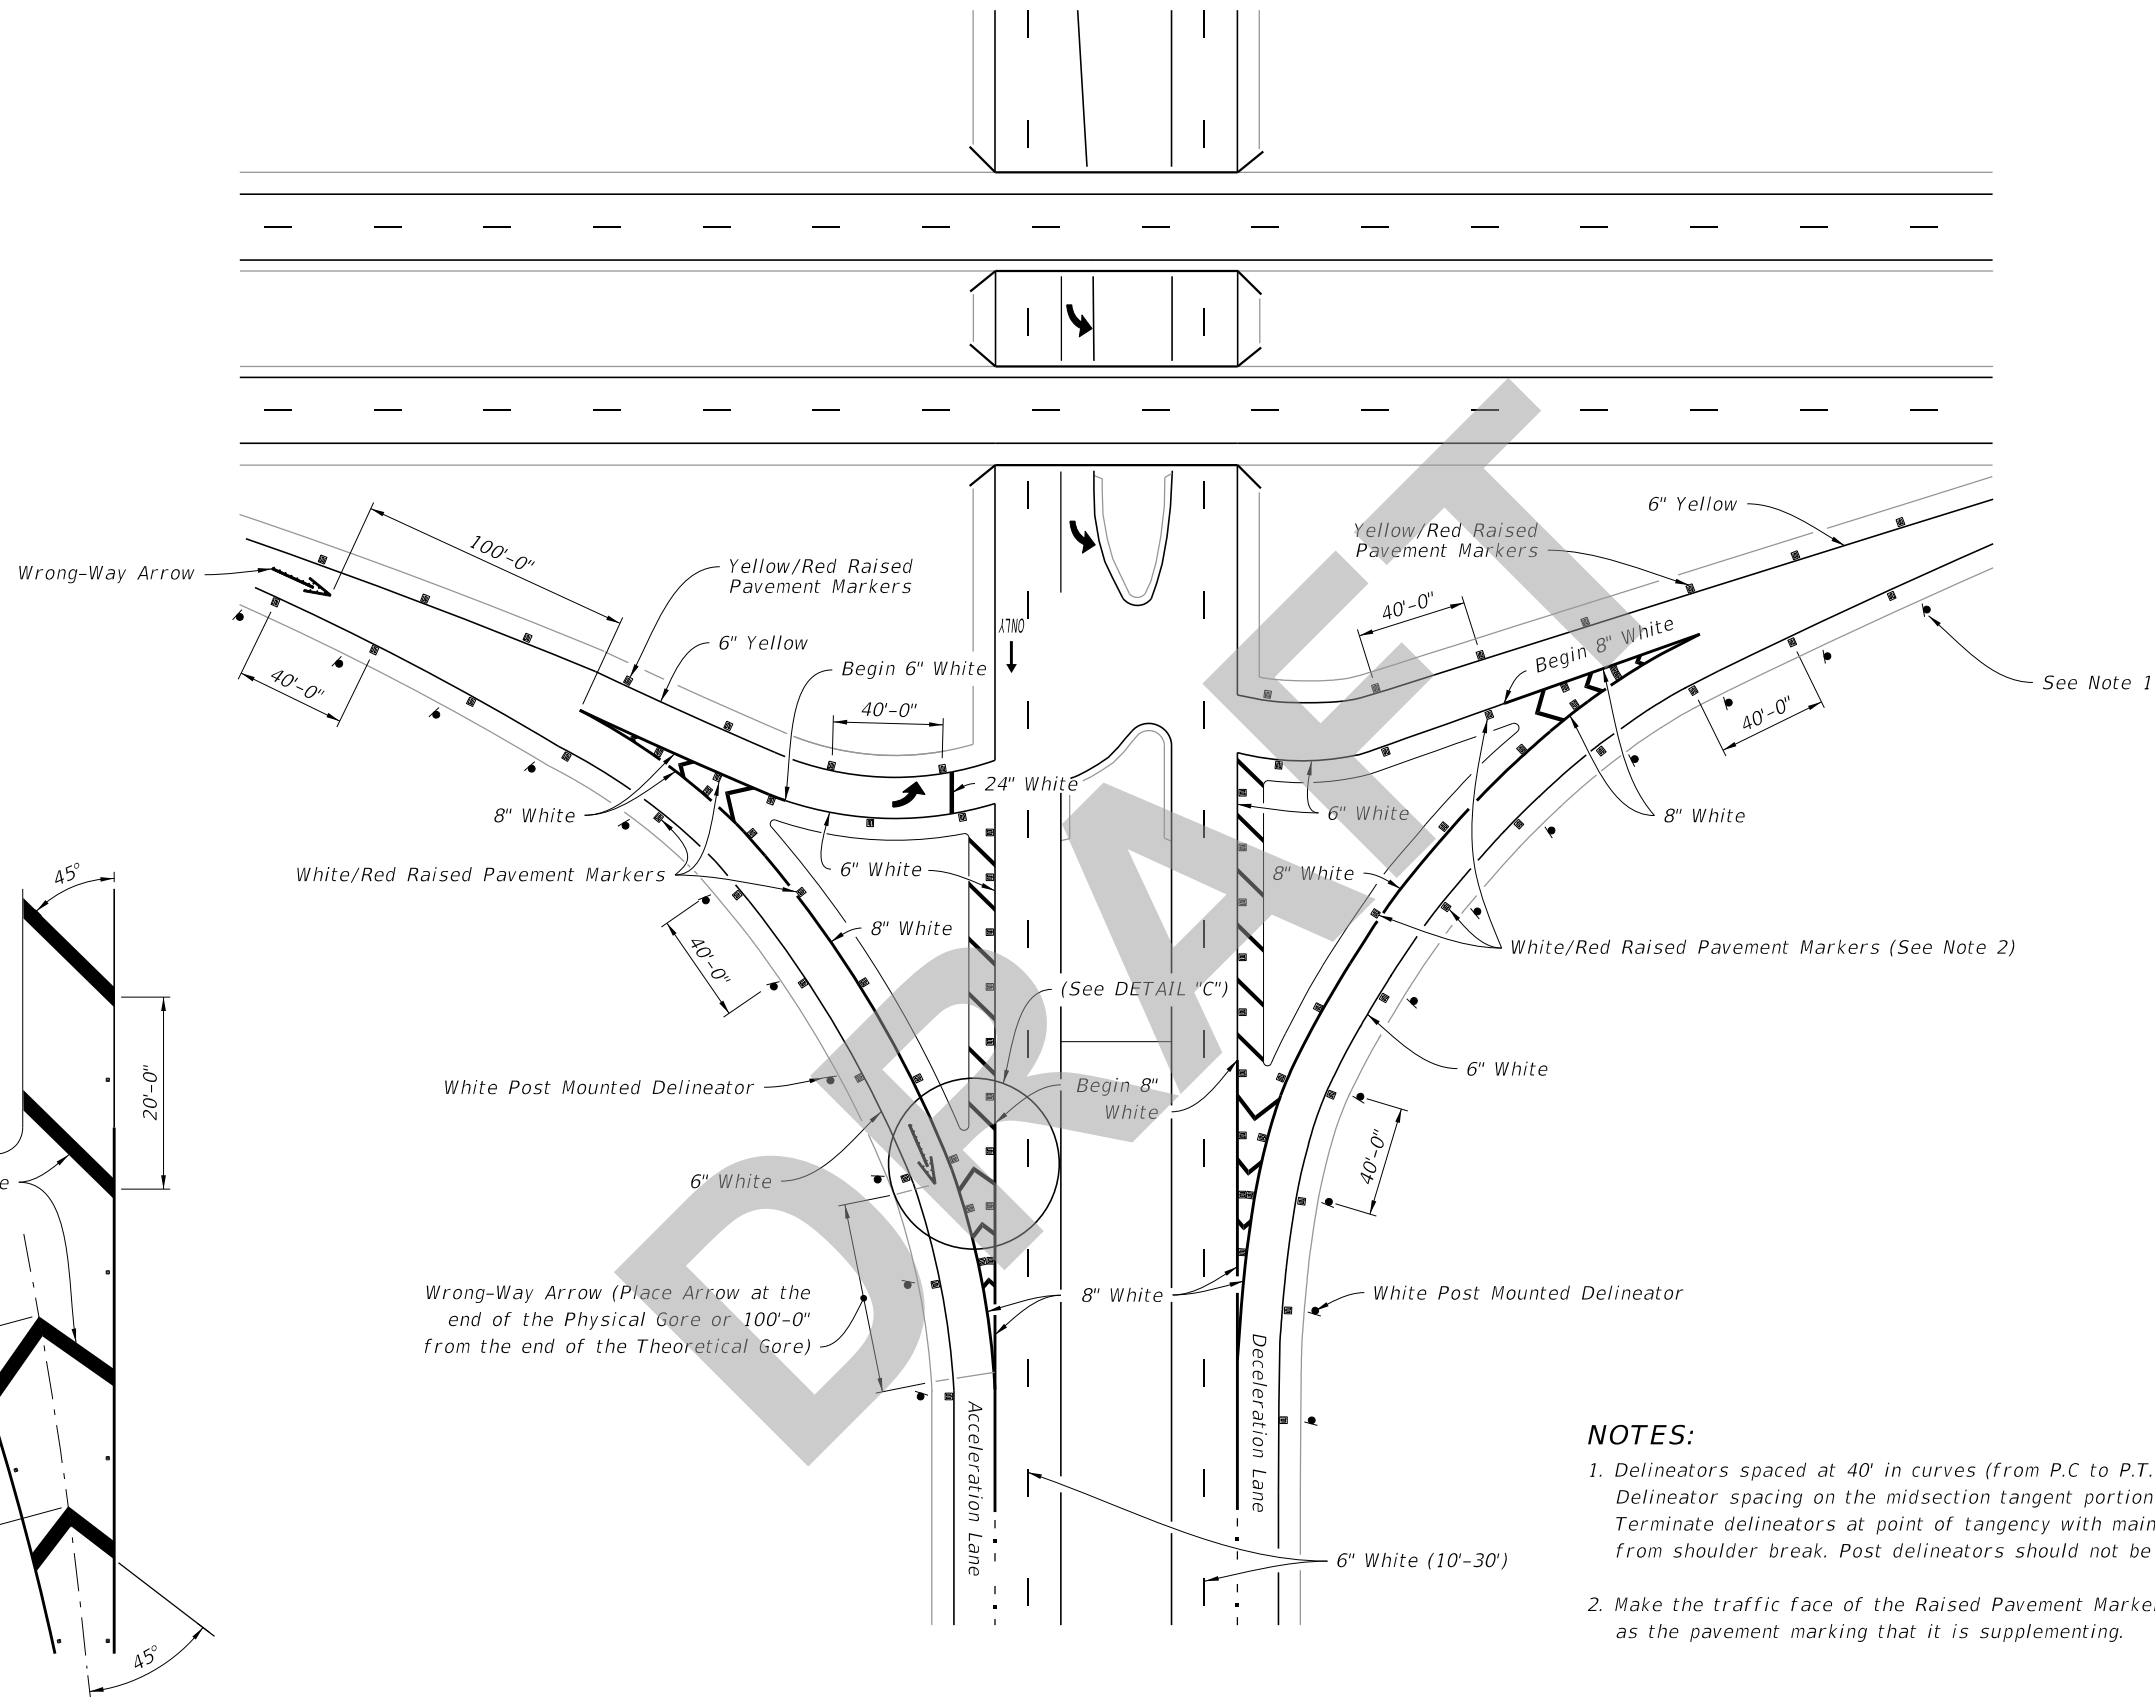 Wrong-Way Arrow
100'-0"
Yellow/Red Raised
Pavement Markers
6" Yellow
Begin 6" White
40'-0"
40'-0"
24" White
ONLY
8" White
White/Red Raised Pavement Markers
6" White
8" White
40'-0"
(See DETAIL "C")
White Post Mounted Delineator
Begin 8"
White
6" White
Wrong-Way Arrow (Place Arrow at the
end of the Physical Gore or 100'-0"
from the end of the Theoretical Gore)
8" White
Acceleration Lane
Deceleration Lane
6" White (10'-30')
Yellow/Red Raised
Pavement Markers
6" Yellow
40'-0"
Begin 8" White
See Note 1
40'-0"
6" White
8" White
8" White
White/Red Raised Pavement Markers (See Note 2)
6" White
40'-0"
White Post Mounted Delineator
45°
20'-0"
e
45°
DRAFT
NOTES:
1. Delineators spaced at 40' in curves (from P.C to P.T.
Delineator spacing on the midsection tangent portion
Terminate delineators at point of tangency with main
from shoulder break. Post delineators should not be
2. Make the traffic face of the Raised Pavement Marke
as the pavement marking that it is supplementing.